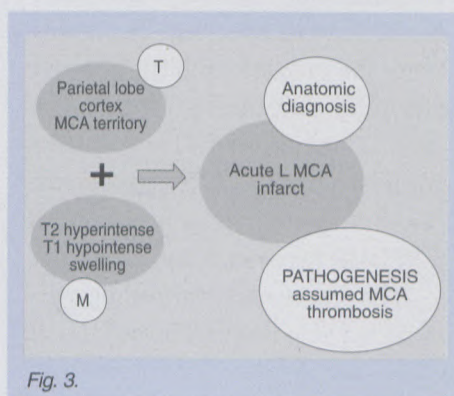 T
Parietal lobe
cortex
MCA territory
+
T2 hyperintense
T1 hypointense
swelling
M
Anatomic
diagnosis
Acute L MCA
infarct
PATHOGENESIS
assumed MCA
thrombosis
Fig. 3.